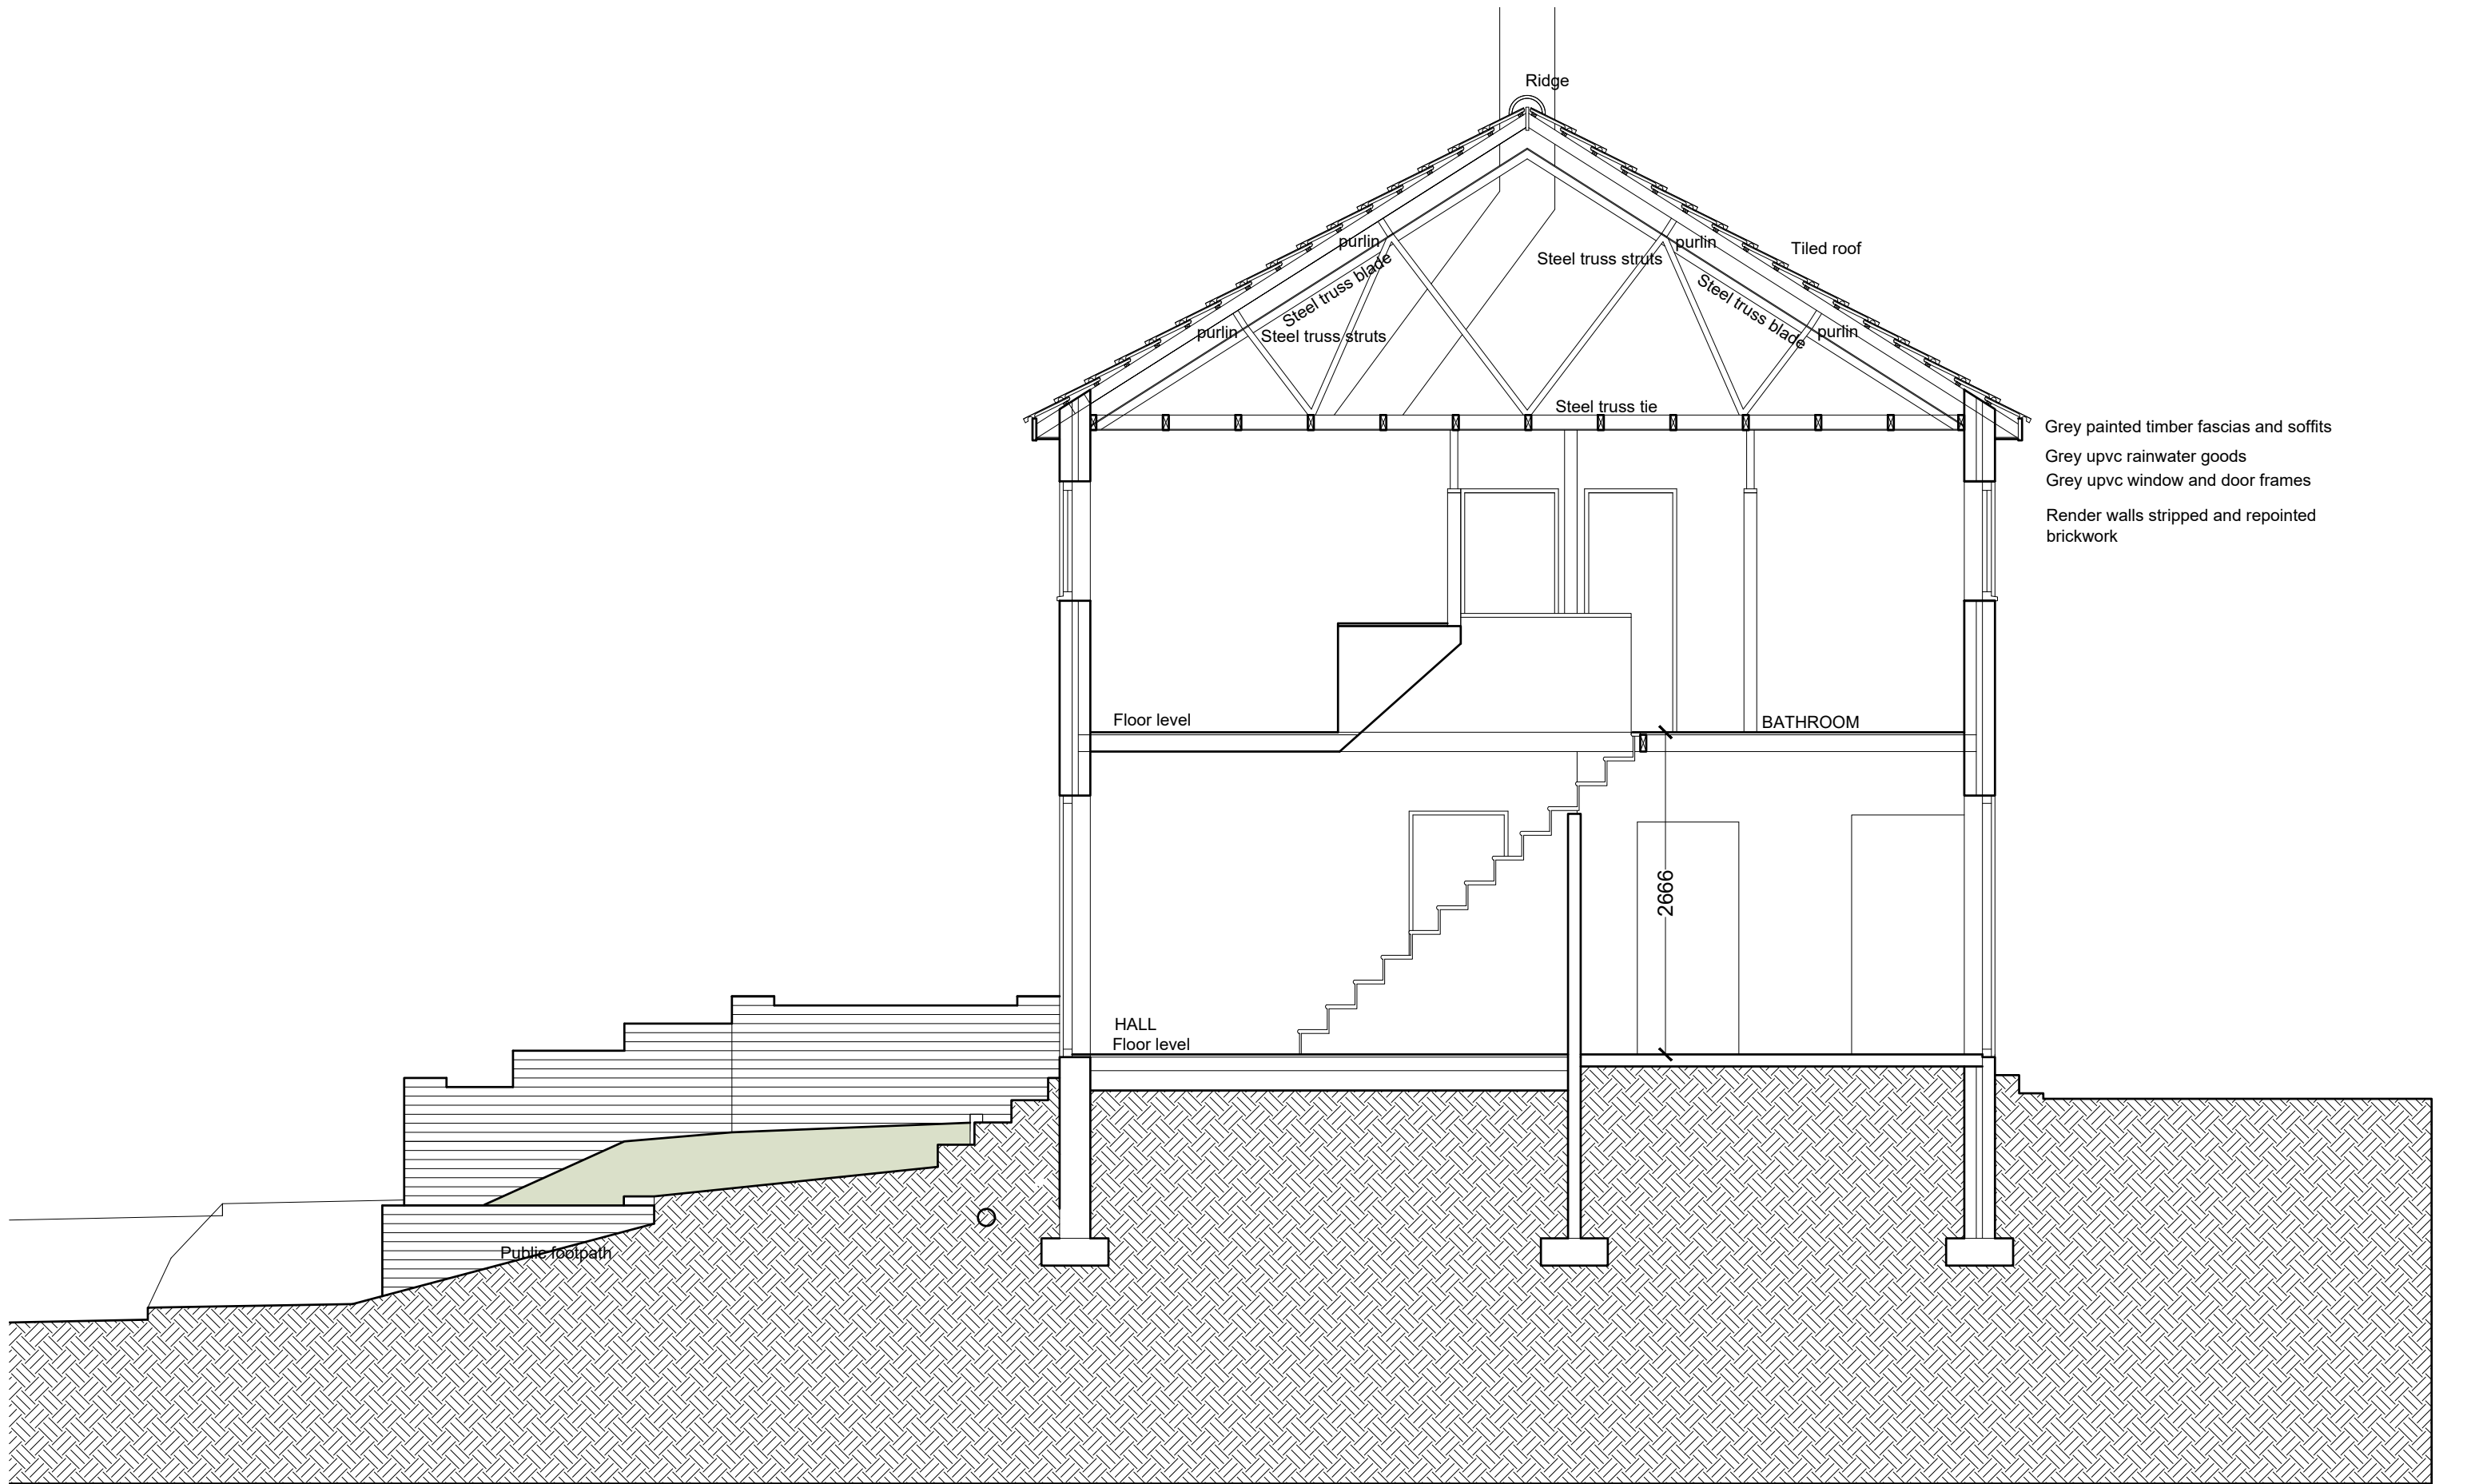 Ridge
purlin
purlin
Tiled roof
Steel truss struts
Steel truss blade
Steel truss blade
purlin
Steel truss struts
purlin
Steel truss tie
Grey painted timber fascias and soffits
Grey upvc rainwater goods
Grey upvc window and door frames
Render walls stripped and repointed
brickwork
Floor level
BATHROOM
2666
HALL
Floor level
Public footpath